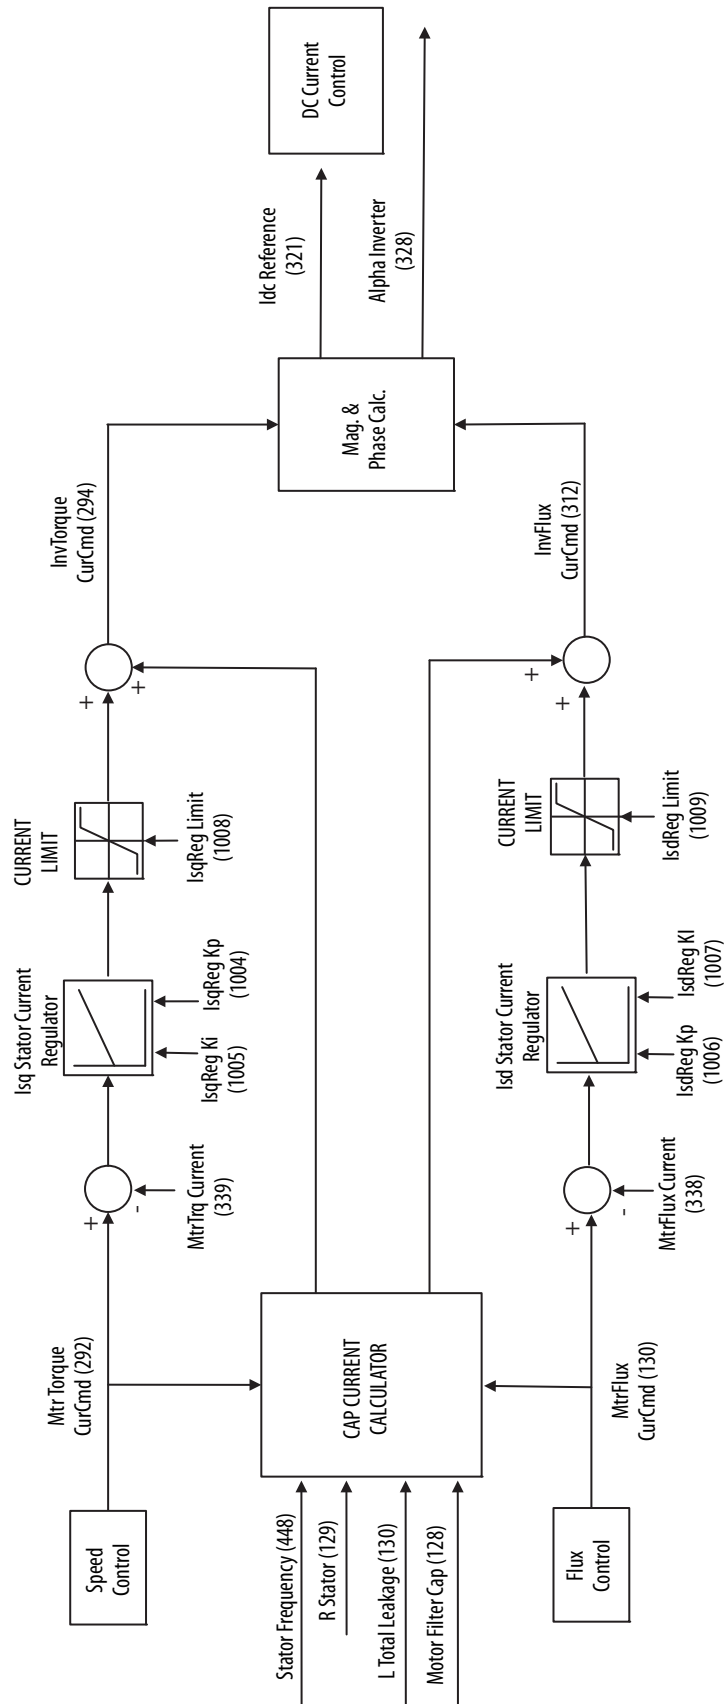 Speed
Control
Mtr Torque
CurCmd (292)
MtrTrq Current
(339)
Isq Stator Current
Regulator
IsqReg Ki
(1005)
IsqReg Kp
(1004)
CURRENT
LIMIT
IsqReg Limit
(1008)
InvTorque
CurCmd (294)
+
-
+
+
Stator Frequency (448)
R Stator (129)
L Total Leakage (130)
Motor Filter Cap (128)
CAP CURRENT
CALCULATOR
Mag. &
Phase Calc.
Idc Reference
(321)
Alpha Inverter
(328)
DC Current
Control
Flux
Control
MtrFlux
CurCmd (130)
MtrFlux Current
(338)
Isd Stator Current
Regulator
IsdReg Kp
(1006)
IsdReg KI
(1007)
CURRENT
LIMIT
IsdReg Limit
(1009)
InvFlux
CurCmd (312)
+
-
+
+